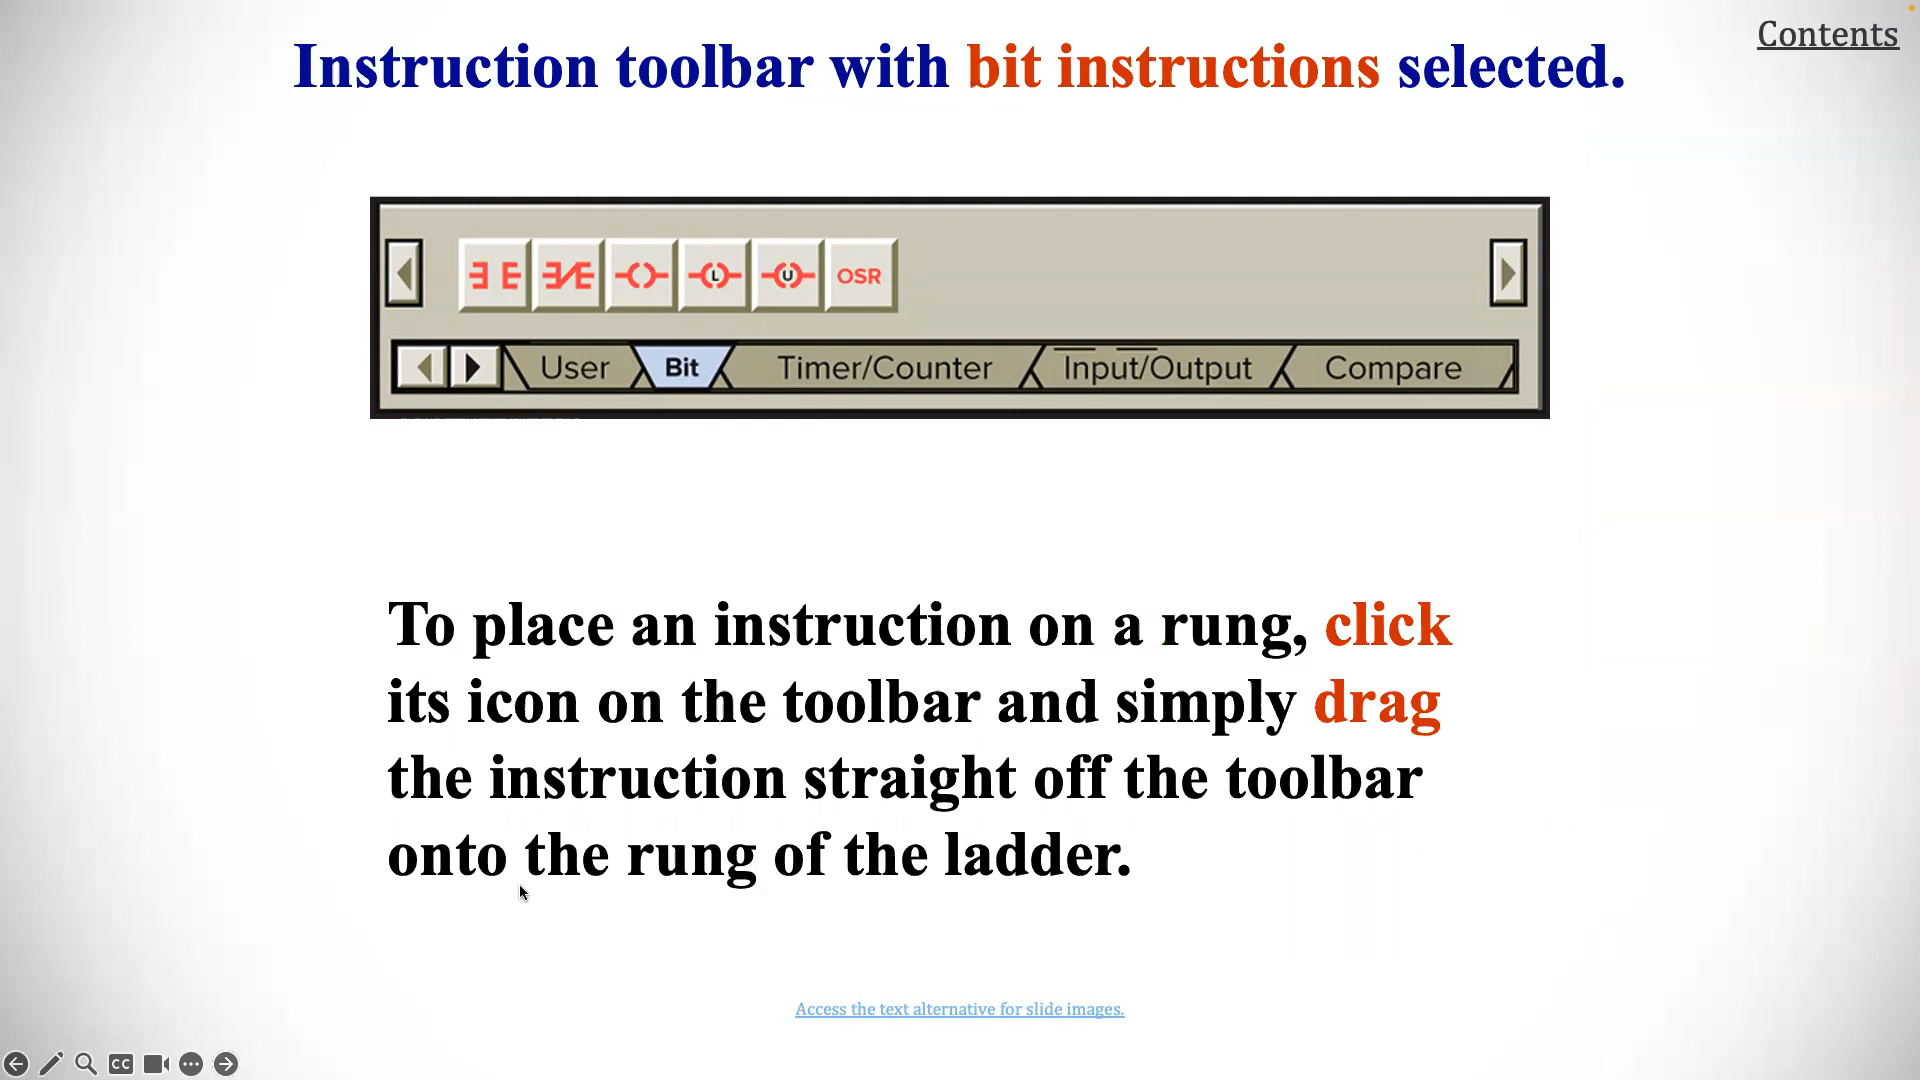 Contents
Instruction toolbar with bit instructions selected.
L U OSR
User Bit Timer/Counter Input/Output Compare
To place an instruction on a rung, click
its icon on the toolbar and simply drag
the instruction straight off the toolbar
onto the rung of the ladder.
Access the text alternative for slide images.
CC